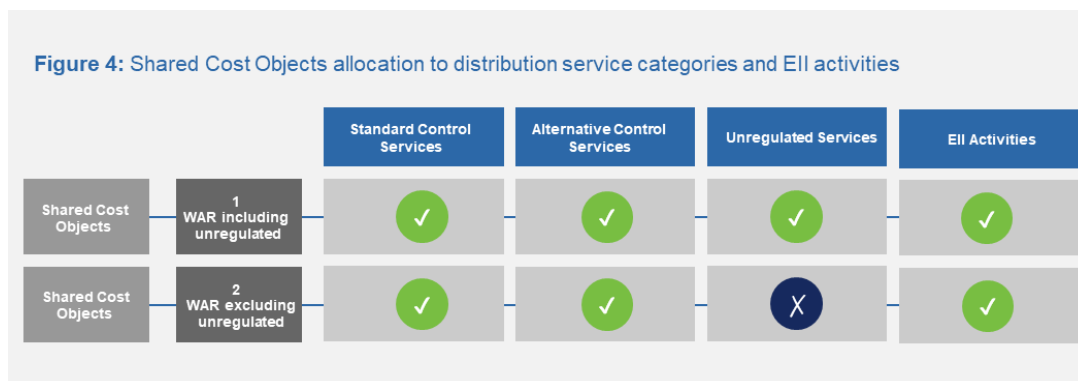 Figure 4: Shared Cost Objects allocation to distribution service categories and EII activities
Standard Control
Services
Alternative Control
Services
Unregulated Services
EII Activities
Shared Cost
Objects
1
WAR including
unregulated
✓
✓
✓
✓
Shared Cost
Objects
2
WAR excluding
unregulated
✓
✓
X
✓